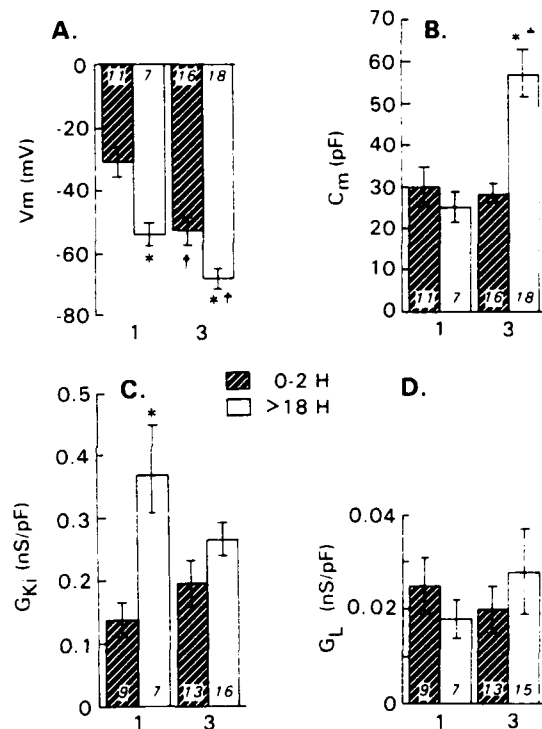 A.
Vm (mV)
0
-20
-40
-60
-80
11 7 16 18
* † * †
1 3
B.
Cm (pF)
70
60
50
40
30
20
10
0
*
11 7 16 18
1 3
0-2 H
>18 H
C.
GKi (nS/pF)
0.5
0.4
0.3
0.2
0.1
0
*
9 7 13 16
1 3
D.
GL (nS/pF)
0.04
0.02
0
9 7 13 15
1 3